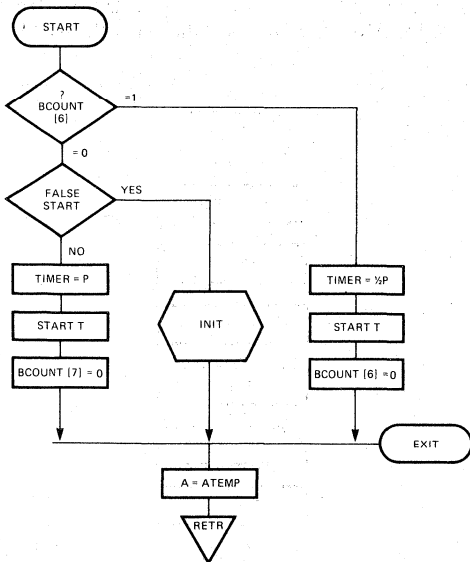 START
?
BCOUNT
[6]
=1
=0
FALSE
START
YES
NO
TIMER = P
TIMER = ½P
START T
INIT
START T
BCOUNT [7] = 0
BCOUNT [6] = 0
EXIT
A = ATEMP
RETR